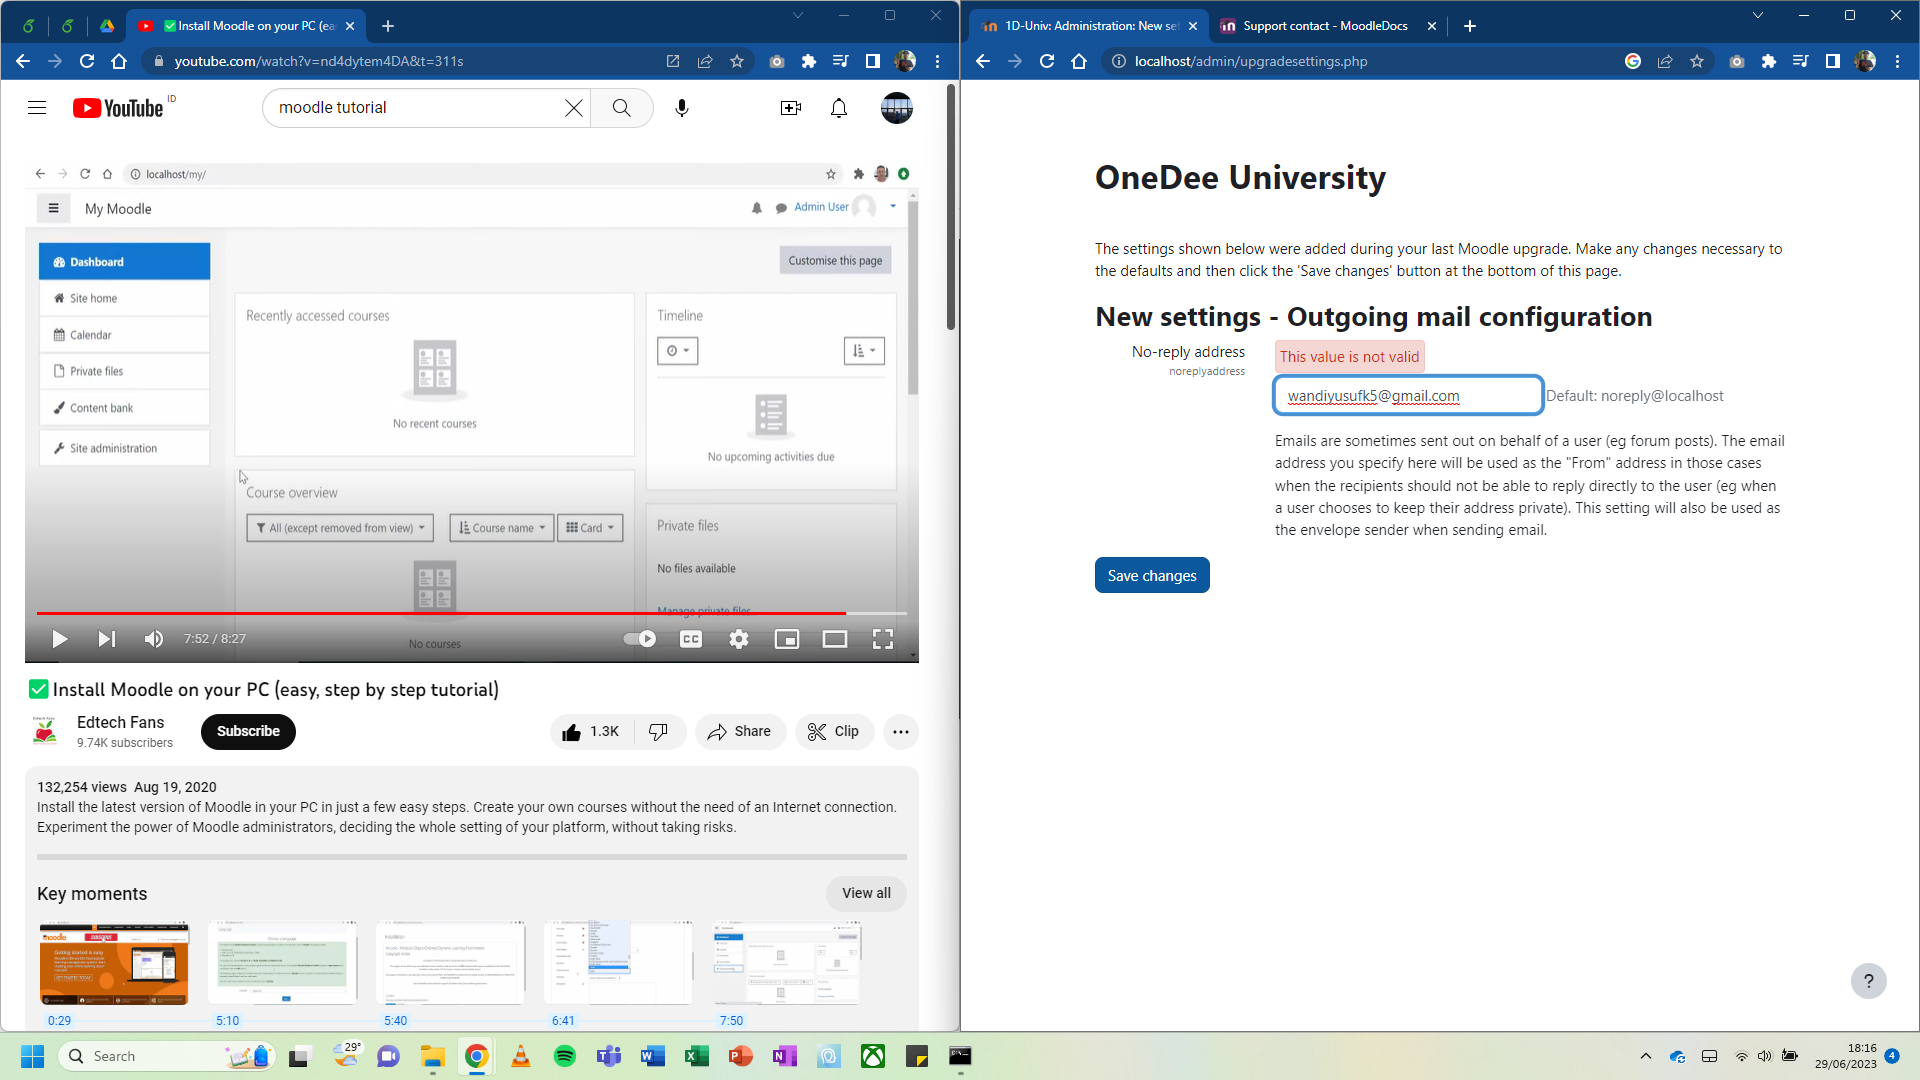 ✅Install Moodle on your PC (ea
youtube.com/watch?v=nd4dytem4DA&t=311s
YouTube ID
moodle tutorial
localhost/my/
My Moodle
Admin User
Dashboard
Site home
Calendar
Private files
Content bank
Site administration
Customise this page
Recently accessed courses
No recent courses
Timeline
No upcoming activities due
Course overview
All (except removed from view)
Course name
Card
No courses
Private files
No files available
Manage private files
7:52 / 8:27
CC
✅Install Moodle on your PC (easy, step by step tutorial)
Edtech Fans
9.74K subscribers
Subscribe
1.3K
Share
Clip
132,254 views Aug 19, 2020
Install the latest version of Moodle in your PC in just a few easy steps. Create your own courses without the need of an Internet connection.
Experiment the power of Moodle administrators, deciding the whole setting of your platform, without taking risks.
Key moments
View all
0:29
5:10
5:40
6:41
7:50
1D-Univ: Administration: New set
Support contact - MoodleDocs
localhost/admin/upgradesettings.php
OneDee University
The settings shown below were added during your last Moodle upgrade. Make any changes necessary to
the defaults and then click the 'Save changes' button at the bottom of this page.
New settings - Outgoing mail configuration
No-reply address
noreplyaddress
This value is not valid
wandiyusufk5@gmail.com
Default: noreply@localhost
Emails are sometimes sent out on behalf of a user (eg forum posts). The email
address you specify here will be used as the "From" address in those cases
when the recipients should not be able to reply directly to the user (eg when
a user chooses to keep their address private). This setting will also be used as
the envelope sender when sending email.
Save changes
?
Search
29°
18:16
29/06/2023
4